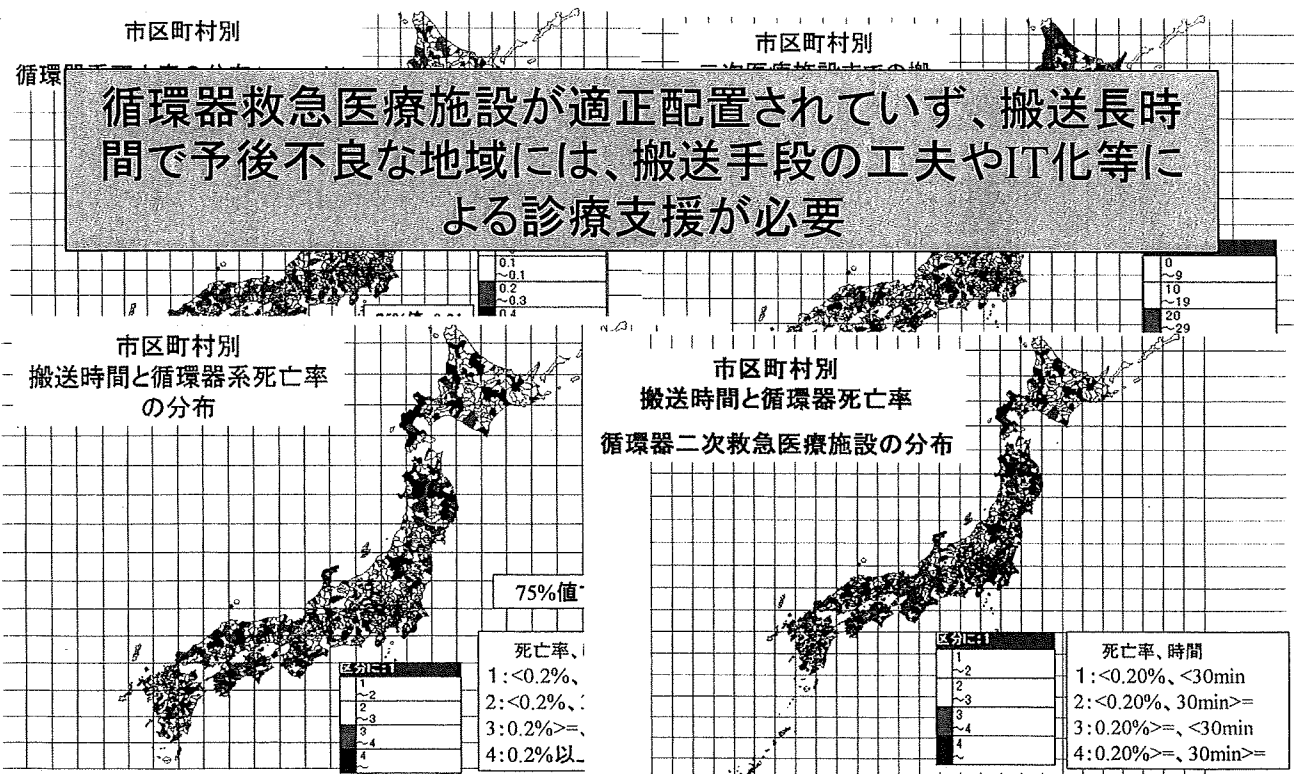 市区町村別
循環
市区町村別
循環器救急医療施設が適正配置されていず、搬送長時
間で予後不良な地域には、搬送手段の工夫やIT化等に
よる診療支援が必要
0.1
~0.1
0.2
~0.3
0.4
0
~9
10
~19
20
~29
市区町村別
搬送時間と循環器系死亡率
の分布
75%値
死亡率、
1:<0.2%、
2:<0.2%、
3:0.2%>=、
4:0.2%以
区分に:1
1
~2
2
~3
3
~4
4
~
市区町村別
搬送時間と循環器死亡率
循環器二次救急医療施設の分布
区分に:1
1
~2
2
~3
3
~4
4
~
死亡率、時間
1:<0.20%、<30min
2:<0.20%、30min>=
3:0.20%>=、<30min
4:0.20%>=、30min>=